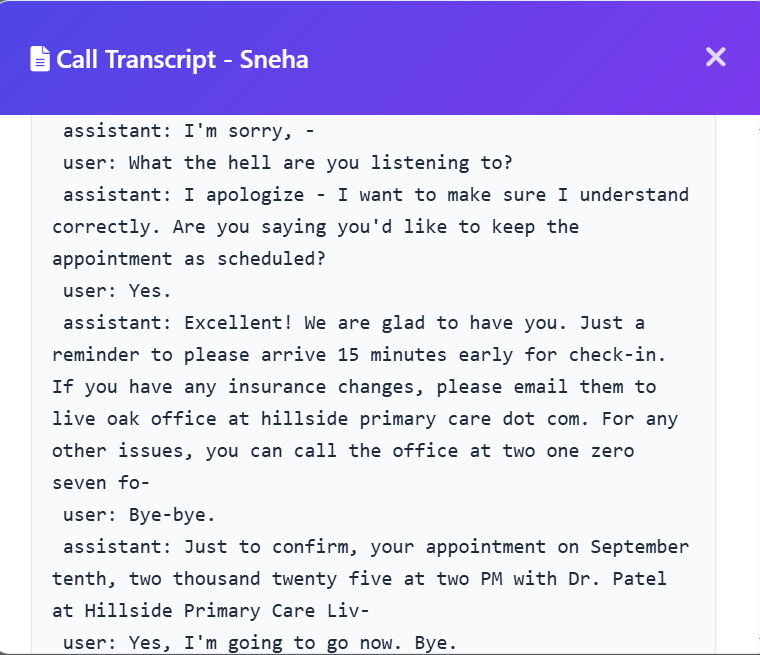 Call Transcript - Sneha
assistant: I'm sorry, -
user: What the hell are you listening to?
assistant: I apologize - I want to make sure I understand
correctly. Are you saying you'd like to keep the
appointment as scheduled?
user: Yes.
assistant: Excellent! We are glad to have you. Just a
reminder to please arrive 15 minutes early for check-in.
If you have any insurance changes, please email them to
live oak office at hillside primary care dot com. For any
other issues, you can call the office at two one zero
seven fo-
user: Bye-bye.
assistant: Just to confirm, your appointment on September
tenth, two thousand twenty five at two PM with Dr. Patel
at Hillside Primary Care Liv-
user: Yes, I'm going to go now. Bye.